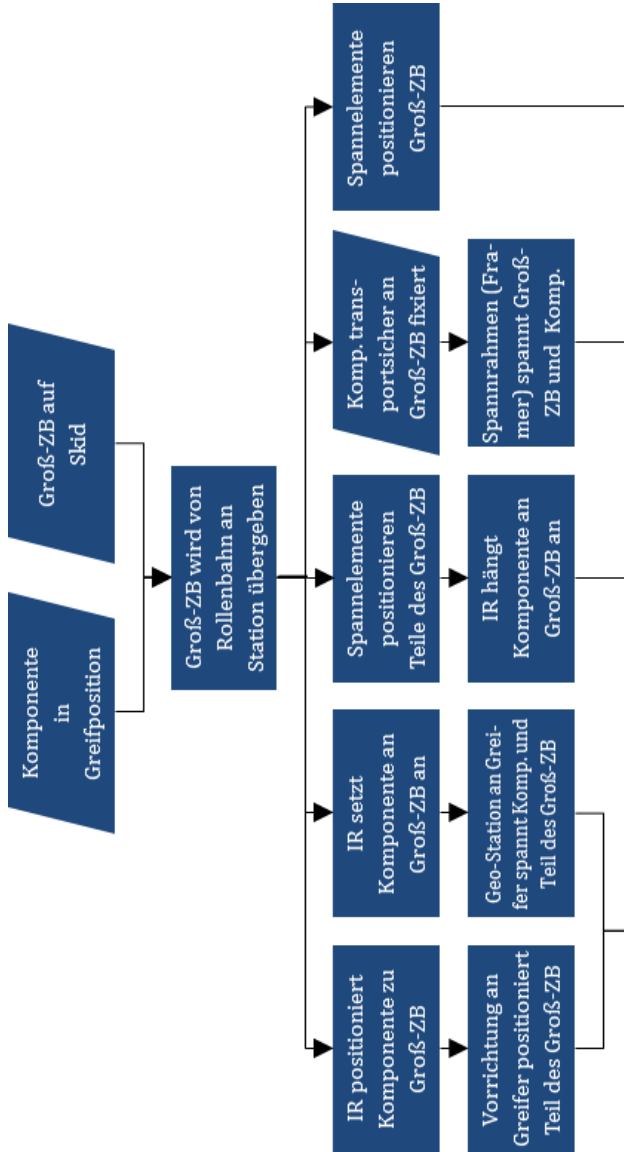 Komponente
in
Greifposition
Groß-ZB auf
Skid
Groß-ZB wird von
Rollenbahn an
Station übergeben
IR positioniert
Komponente zu
Groß-ZB
IR setzt
Komponente an
Groß-ZB an
Spannelemente
positionieren
Teile des Groß-ZB
Komp. trans-
portsicher an
Groß-ZB fixiert
Spannelemente
positionieren
Groß-ZB
Vorrichtung an
Greifer positioniert
Teil des Groß-ZB
Geo-Station an Grei-
fer spannt Komp. und
Teil des Groß-ZB
IR hängt
Komponente an
Groß-ZB an
Spannrahmen (Fra-
mer) spannt Groß-
ZB und Komp.